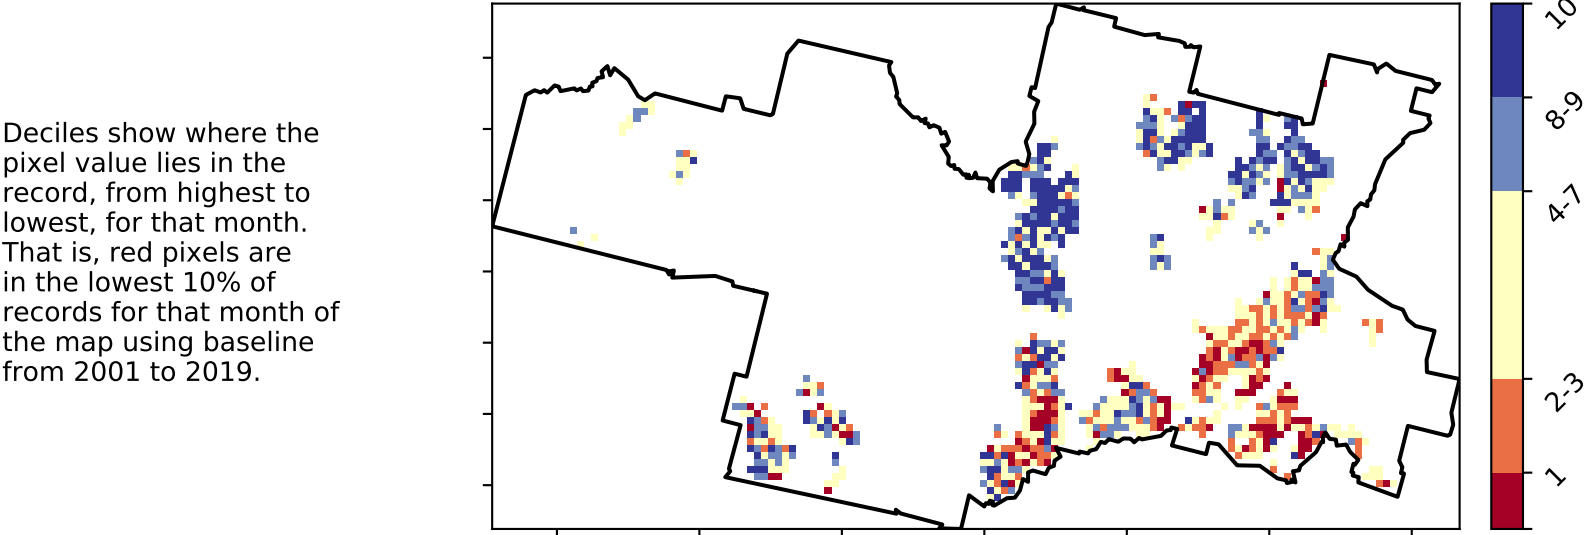 Deciles show where the
pixel value lies in the
record, from highest to
lowest, for that month.
That is, red pixels are
in the lowest 10% of
records for that month of
the map using baseline
from 2001 to 2019.
10
8-9
4-7
2-3
1